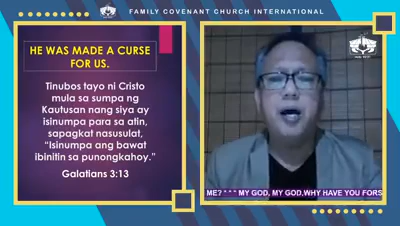 FAMILY COVENANT CHURCH INTERNATIONAL
HE WAS MADE A CURSE
FOR US.
Tinubos tayo ni Cristo
mula sa sumpa ng
Kautusan nang siya ay
isinumpa para sa atin,
sapagkat nasusulat,
“Isinumpa ang bawat
ibinitin sa punongkahoy.”
Galatians 3:13
ME? * * * MY GOD, MY GOD,WHY HAVE YOU FORS